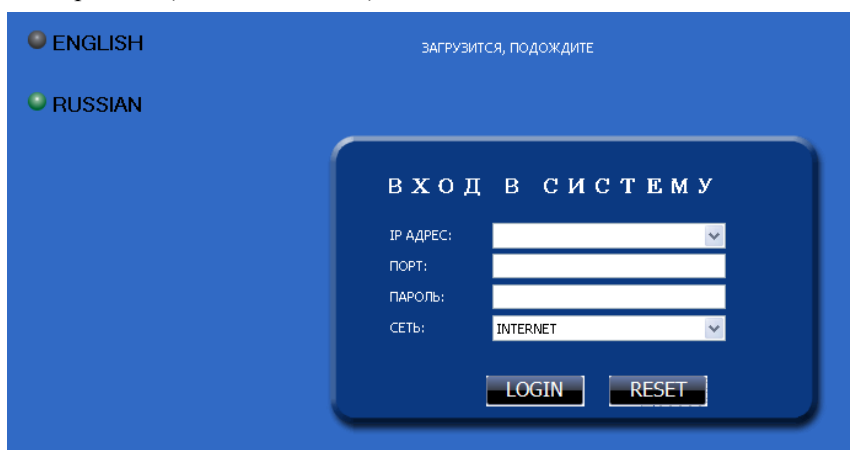 ENGLISH
ЗАГРУЗИТСЯ, ПОДОЖДИТЕ
RUSSIAN
ВХОД В СИСТЕМУ
IP АДРЕС:
ПОРТ:
ПАРОЛЬ:
СЕТЬ: INTERNET
LOGIN RESET